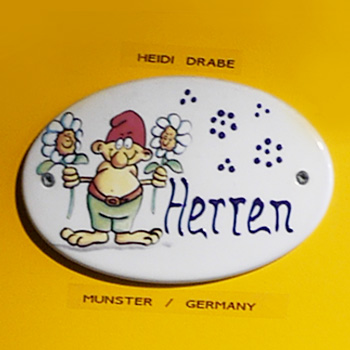 HEIDI DRABE
Herren
MUNSTER / GERMANY